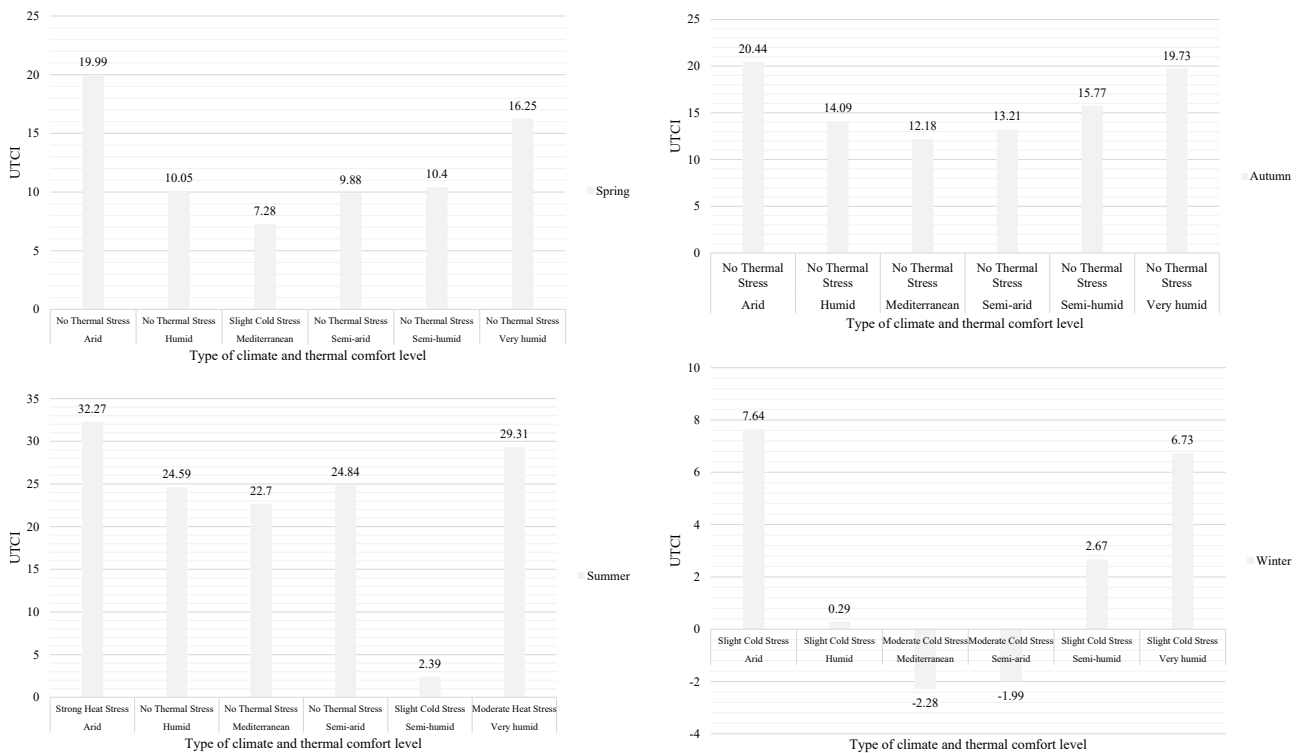 25
20
15
10
5
0
UTCI
19.99
10.05
7.28
9.88
10.4
16.25
No Thermal Stress No Thermal Stress Slight Cold Stress No Thermal Stress No Thermal Stress No Thermal Stress
Arid Humid Mediterranean Semi-arid Semi-humid Very humid
Type of climate and thermal comfort level
Spring
25
20
15
10
5
0
UTCI
20.44
14.09
12.18
13.21
15.77
19.73
No Thermal No Thermal No Thermal No Thermal No Thermal No Thermal
Stress Stress Stress Stress Stress Stress
Arid Humid Mediterranean Semi-arid Semi-humid Very humid
Type of climate and thermal comfort level
Autumn
35
30
25
20
15
10
5
0
UTCI
32.27
24.59
22.7
24.84
2.39
29.31
Strong Heat Stress No Thermal Stress No Thermal Stress No Thermal Stress Slight Cold Stress Moderate Heat Stress
Arid Humid Mediterranean Semi-arid Semi-humid Very humid
Type of climate and thermal comfort level
Summer
10
8
6
4
2
0
-2
-4
UTCI
7.64
0.29
-2.28
-1.99
2.67
6.73
Slight Cold Stress Slight Cold Stress Moderate Cold Stress Moderate Cold Stress Slight Cold Stress Slight Cold Stress
Arid Humid Mediterranean Semi-arid Semi-humid Very humid
Type of climate and thermal comfort level
Winter